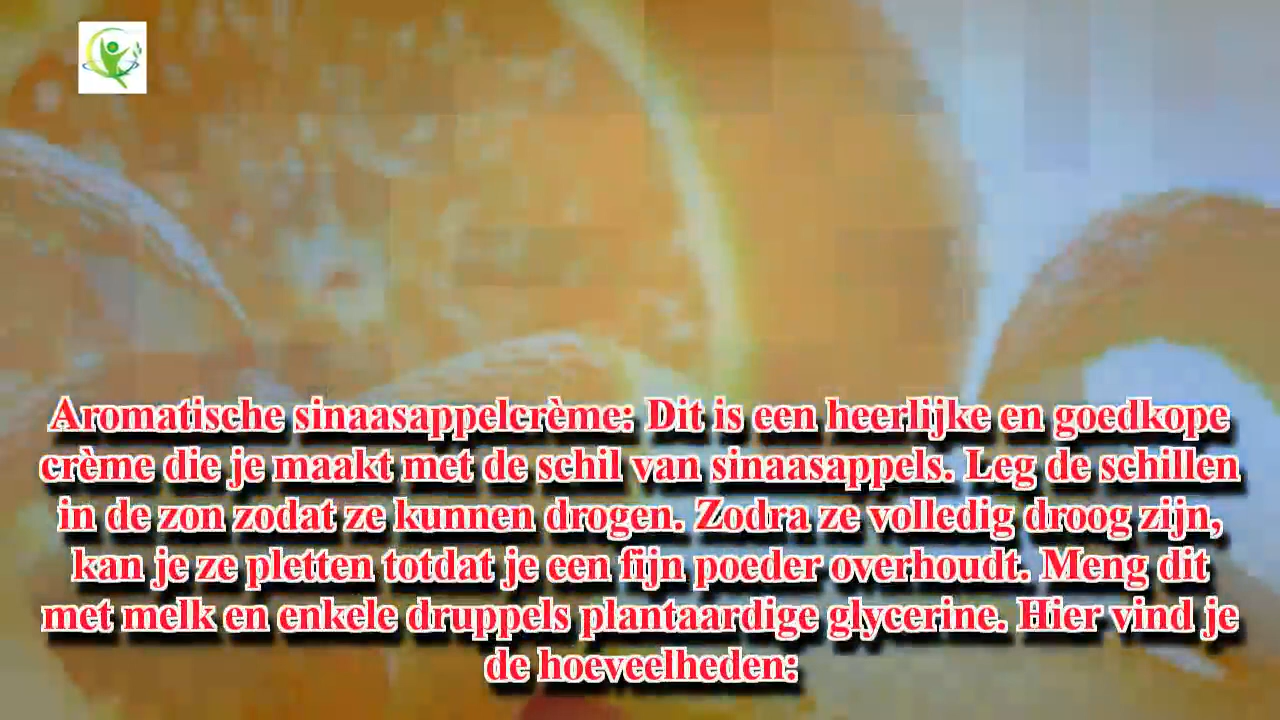 Aromatische sinaasappelcrème: Dit is een heerlijke en goedkope
crème die je maakt met de schil van sinaasappels. Leg de schillen
in de zon zodat ze kunnen drogen. Zodra ze volledig droog zijn,
kan je ze pletten totdat je een fijn poeder overhoudt. Meng dit
met melk en enkele druppels plantaardige glycerine. Hier vind je
de hoeveelheden: